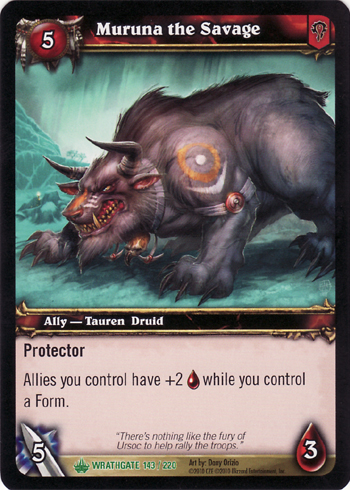 5
Muruna the Savage
Ally — Tauren Druid
Protector
Allies you control have +2 while you control
a Form.
"There's nothing like the fury of
Ursoc to help rally the troops."
5
WRATHGATE 143 / 220
Art by: Dany Orizio
3